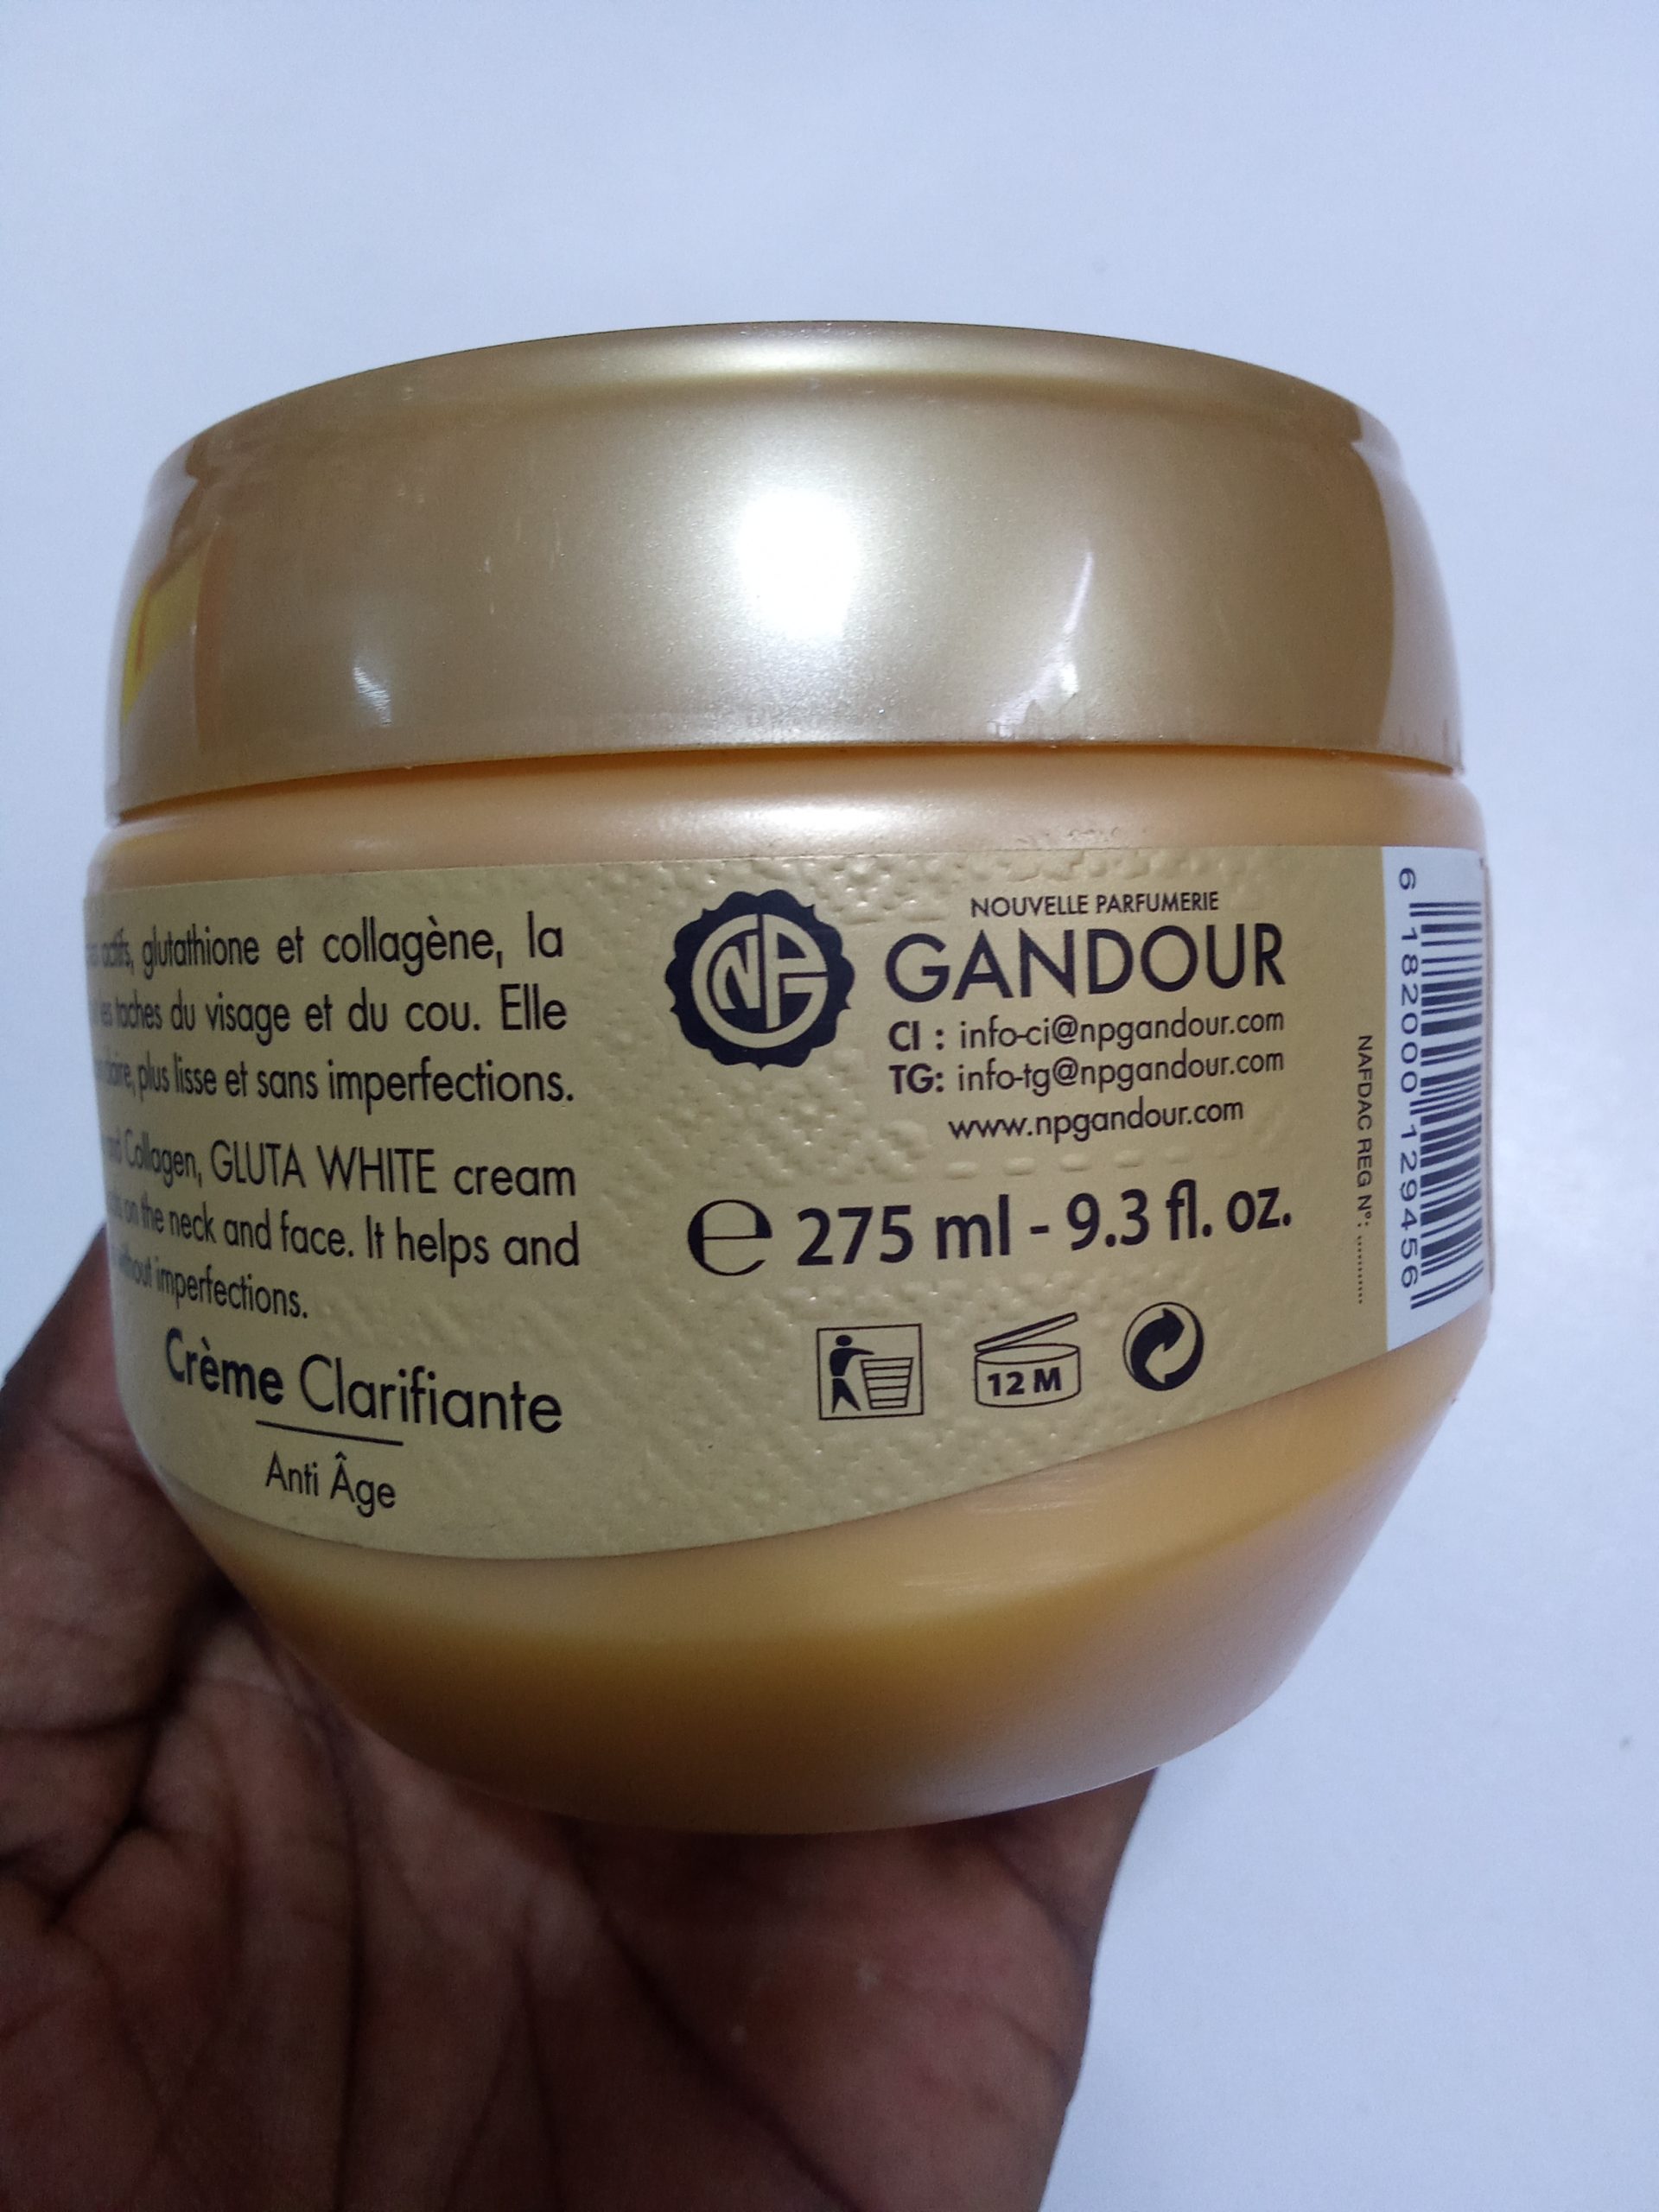 actifs, glutathione et collagène, la
taches du visage et du cou. Elle
plus lisse et sans imperfections.
Collagen, GLUTA WHITE cream
on the neck and face. It helps and
imperfections.
Crème Clarifiante
Anti Âge
NP
NOUVELLE PARFUMERIE
GANDOUR
CI : info-ci@npgandour.com
TG: info-tg@npgandour.com
www.npgandour.com
e 275 ml - 9.3 fl. oz.
12 M
NAFDAC REG N°: ..........
6 182000 129456